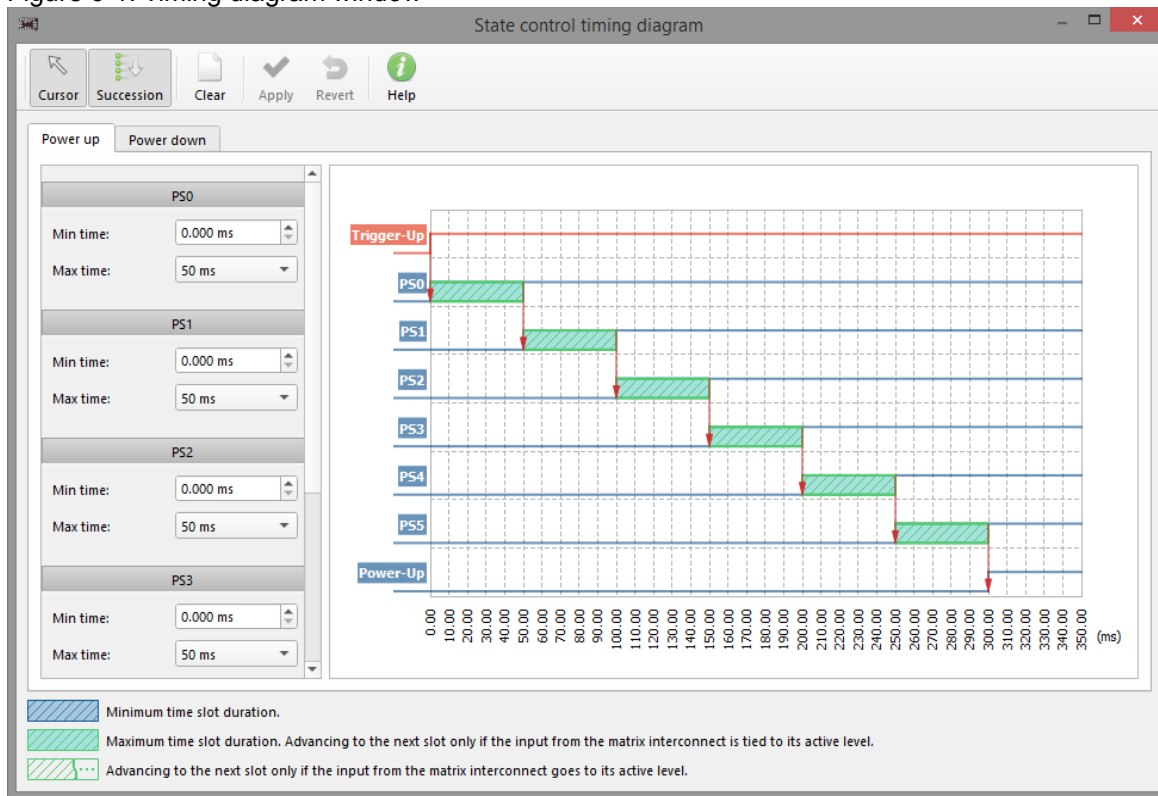 Figure Timing diagram window
State control timing diagram
Cursor Succession Clear Apply Revert Help
Power up Power down
PS0
Min time: 0.000 ms
Max time: 50 ms
PS1
Min time: 0.000 ms
Max time: 50 ms
PS2
Min time: 0.000 ms
Max time: 50 ms
PS3
Min time: 0.000 ms
Max time: 50 ms
Trigger-Up
PS0
PS1
PS2
PS3
PS4
PS5
Power-Up
0.00 10.00 20.00 30.00 40.00 50.00 60.00 70.00 80.00 90.00 100.00 110.00 120.00 130.00 140.00 150.00 160.00 170.00 180.00 190.00 200.00 210.00 220.00 230.00 240.00 250.00 260.00 270.00 280.00 290.00 300.00 310.00 320.00 330.00 340.00 350.00 (ms)
Minimum time slot duration.
Maximum time slot duration. Advancing to the next slot only if the input from the matrix interconnect is tied to its active level.
Advancing to the next slot only if the input from the matrix interconnect goes to its active level.